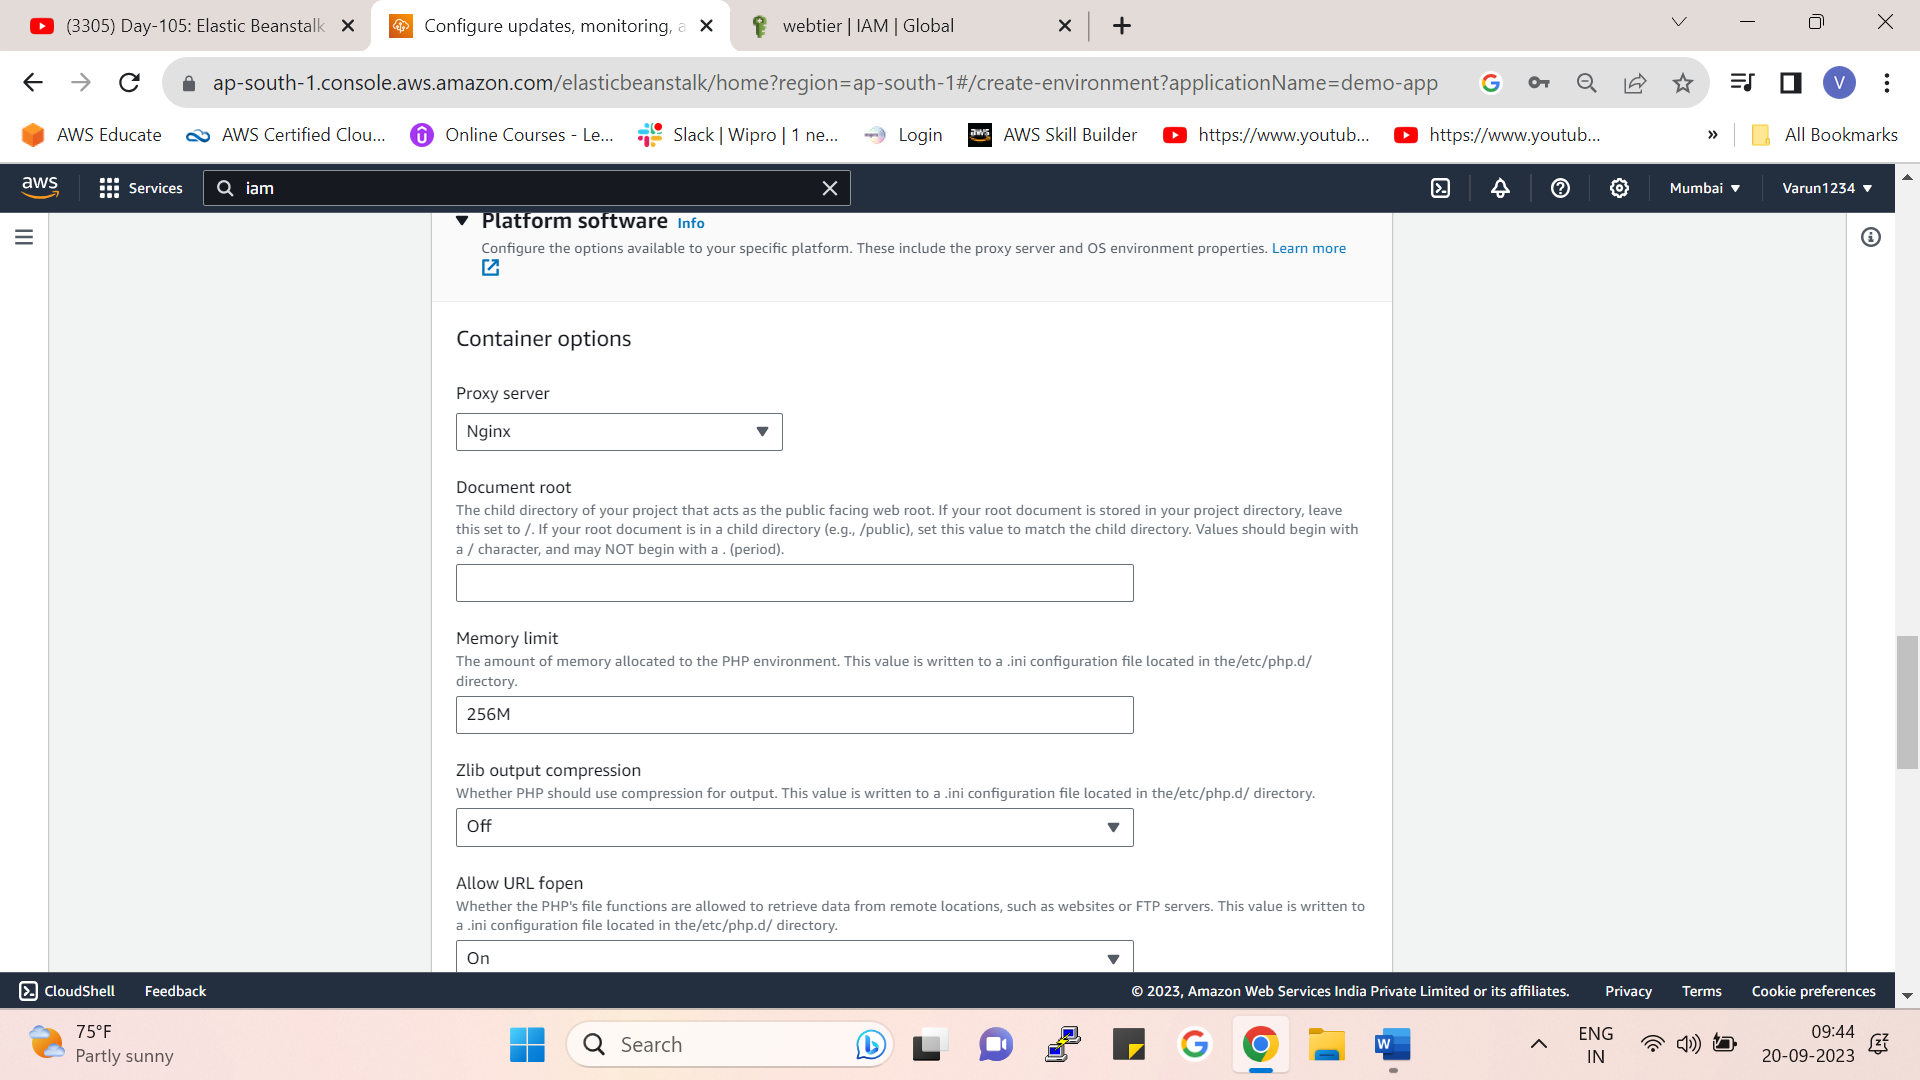 (3305) Day-105: Elastic Beanstalk
Configure updates, monitoring, a
webtier | IAM | Global
ap-south-1.console.aws.amazon.com/elasticbeanstalk/home?region=ap-south-1#/create-environment?applicationName=demo-app
V
AWS Educate
AWS Certified Clou...
Online Courses - Le...
Slack | Wipro | 1 ne...
Login
AWS Skill Builder
https://www.youtub...
https://www.youtub...
»
All Bookmarks
aws
Services
iam
Mumbai
Varun1234
Platform software Info
Configure the options available to your specific platform. These include the proxy server and OS environment properties. Learn more
Container options
Proxy server
Nginx
Document root
The child directory of your project that acts as the public facing web root. If your root document is stored in your project directory, leave
this set to /. If your root document is in a child directory (e.g., /public), set this value to match the child directory. Values should begin with
a / character, and may NOT begin with a . (period).
Memory limit
The amount of memory allocated to the PHP environment. This value is written to a .ini configuration file located in the/etc/php.d/
directory.
256M
Zlib output compression
Whether PHP should use compression for output. This value is written to a .ini configuration file located in the/etc/php.d/ directory.
Off
Allow URL fopen
Whether the PHP's file functions are allowed to retrieve data from remote locations, such as websites or FTP servers. This value is written to
a .ini configuration file located in the/etc/php.d/ directory.
On
CloudShell
Feedback
© 2023, Amazon Web Services India Private Limited or its affiliates.
Privacy
Terms
Cookie preferences
75°F
Partly sunny
Search
ENG
IN
09:44
20-09-2023